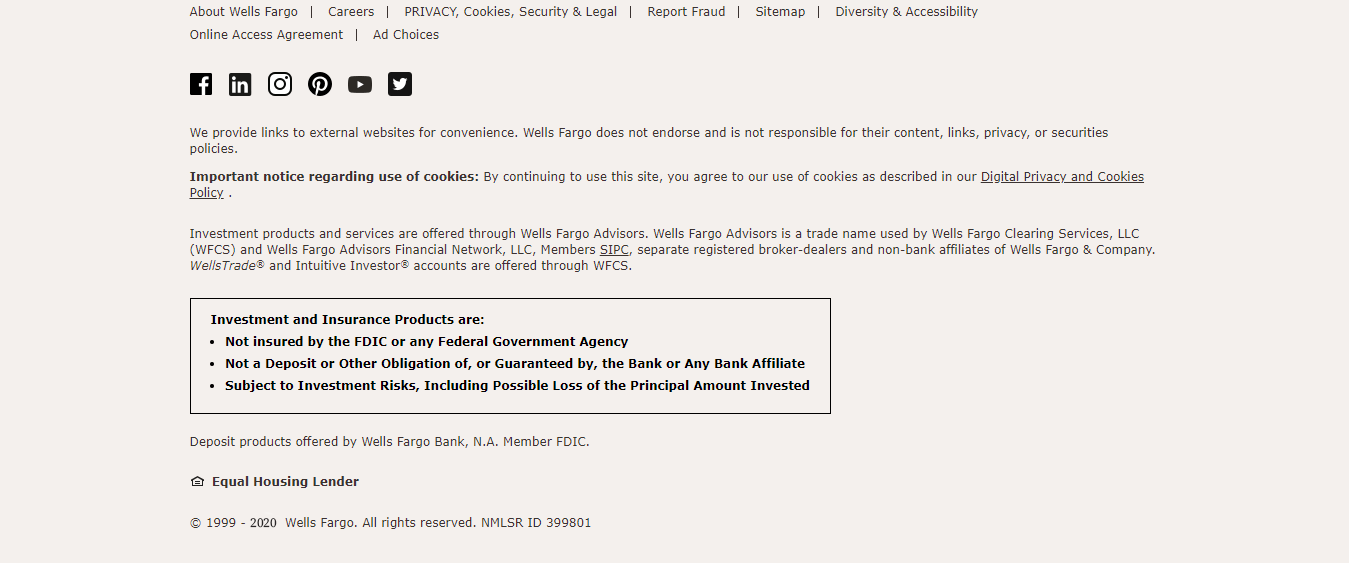 About Wells Fargo | Careers | PRIVACY, Cookies, Security & Legal | Report Fraud | Sitemap | Diversity & Accessibility
Online Access Agreement | Ad Choices
We provide links to external websites for convenience. Wells Fargo does not endorse and is not responsible for their content, links, privacy, or securities
policies.
Important notice regarding use of cookies: By continuing to use this site, you agree to our use of cookies as described in our Digital Privacy and Cookies
Policy .
Investment products and services are offered through Wells Fargo Advisors. Wells Fargo Advisors is a trade name used by Wells Fargo Clearing Services, LLC
(WFCS) and Wells Fargo Advisors Financial Network, LLC, Members SIPC, separate registered broker-dealers and non-bank affiliates of Wells Fargo & Company.
WellsTrade® and Intuitive Investor® accounts are offered through WFCS.
Investment and Insurance Products are:
• Not insured by the FDIC or any Federal Government Agency
• Not a Deposit or Other Obligation of, or Guaranteed by, the Bank or Any Bank Affiliate
• Subject to Investment Risks, Including Possible Loss of the Principal Amount Invested
Deposit products offered by Wells Fargo Bank, N.A. Member FDIC.
Equal Housing Lender
© 1999 - 2020 Wells Fargo. All rights reserved. NMLSR ID 399801